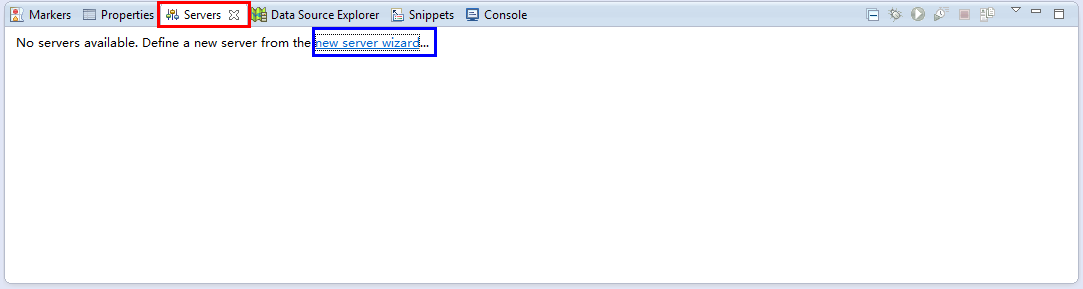 Markers Properties Servers Data Source Explorer Snippets Console
No servers available. Define a new server from the new server wizard...